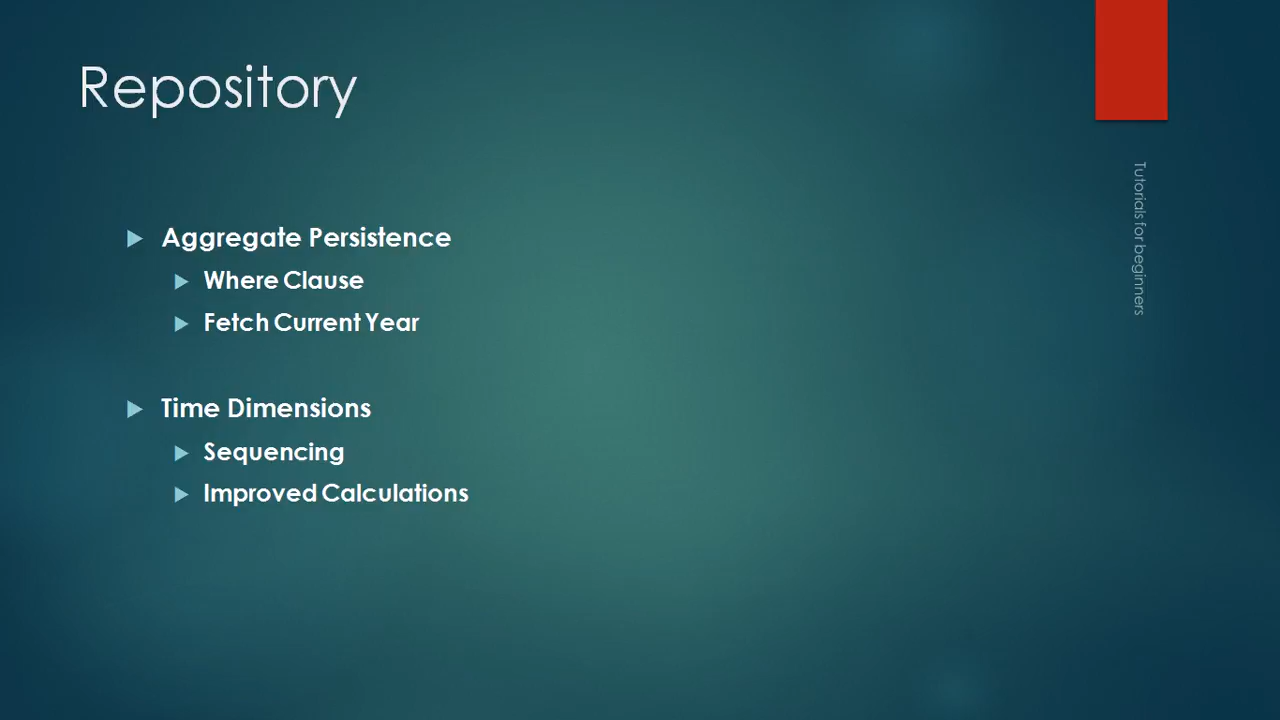 Repository
Aggregate Persistence
Where Clause
Fetch Current Year
Time Dimensions
Sequencing
Improved Calculations
Tutorials for beginners